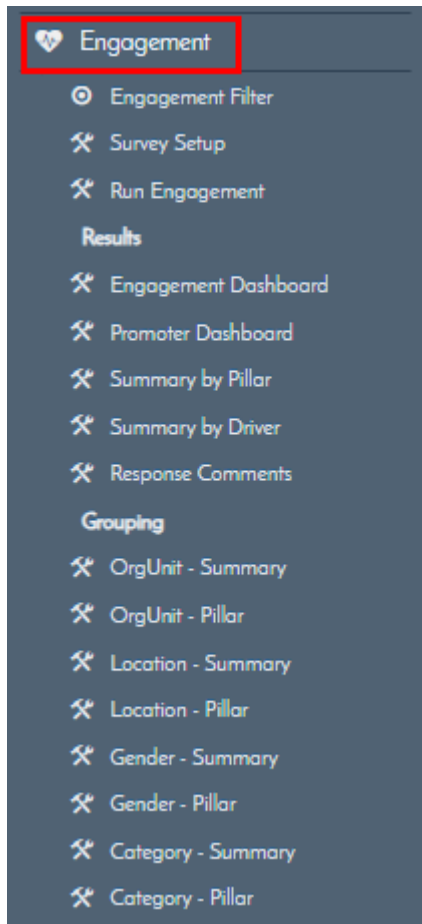 Engagement
Engagement Filter
Survey Setup
Run Engagement
Results
Engagement Dashboard
Promoter Dashboard
Summary by Pillar
Summary by Driver
Response Comments
Grouping
OrgUnit - Summary
OrgUnit - Pillar
Location - Summary
Location - Pillar
Gender - Summary
Gender - Pillar
Category - Summary
Category - Pillar